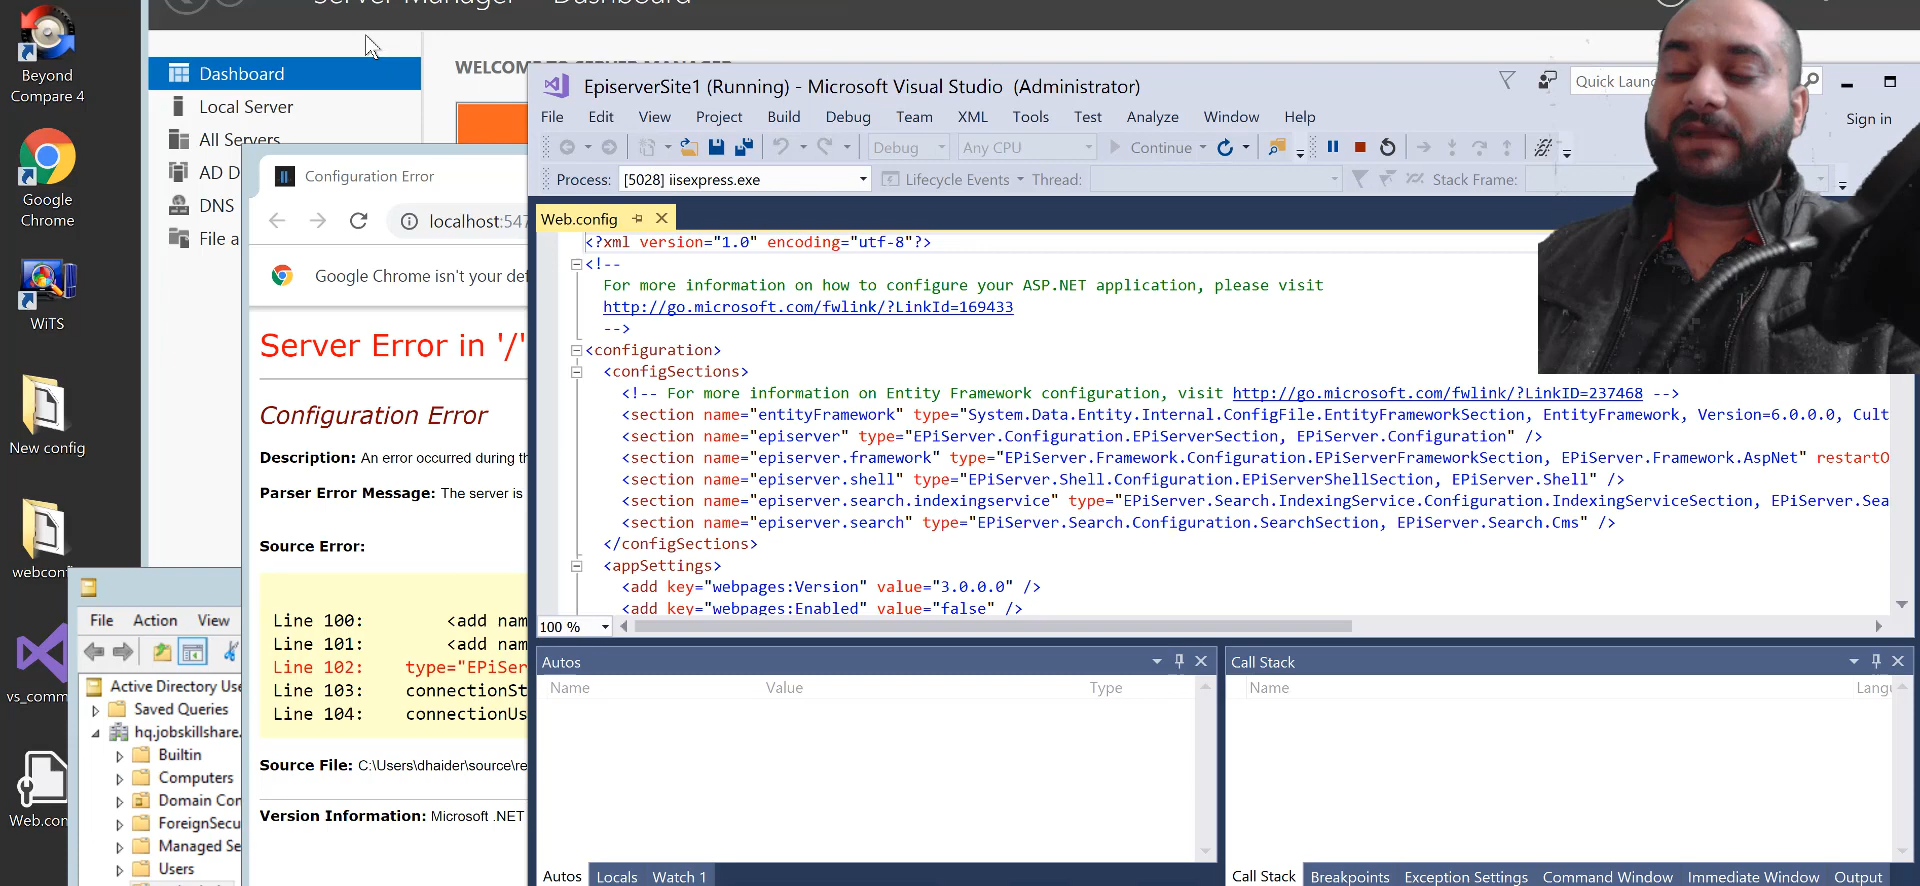 Server Manager
Dashboard
Beyond
Compare 4
Google
Chrome
WiTS
New config
webconf
vs_comm
Web.con
Dashboard
Local Server
All Servers
AD D
DNS
File a
WELCOME TO SERVER MANAGER
Configuration Error
localhost:547
Google Chrome isn't your def
Server Error in '/'
Configuration Error
Description: An error occurred during th
Parser Error Message: The server is
Source Error:
Line 100: <add nam
Line 101: <add nam
Line 102: type="EPiSer
Line 103: connectionSt
Line 104: connectionUs
Source File: C:\Users\dhaider\source\re
Version Information: Microsoft .NET
File Action View
Active Directory Use
Saved Queries
hq.jobskillshare.
Builtin
Computers
Domain Con
ForeignSecu
Managed Se
Users
EpiserverSite1 (Running) - Microsoft Visual Studio (Administrator)
Quick Launc
File Edit View Project Build Debug Team XML Tools Test Analyze Window Help
Sign in
Debug Any CPU Continue
Process: [5028] iisexpress.exe Lifecycle Events Thread: Stack Frame:
Web.config
<?xml version="1.0" encoding="utf-8"?>
<!--
For more information on how to configure your ASP.NET application, please visit
http://go.microsoft.com/fwlink/?LinkId=169433
-->
<configuration>
<configSections>
<!-- For more information on Entity Framework configuration, visit http://go.microsoft.com/fwlink/?LinkID=237468 -->
<section name="entityFramework" type="System.Data.Entity.Internal.ConfigFile.EntityFrameworkSection, EntityFramework, Version=6.0.0.0, Cult
<section name="episerver" type="EPiServer.Configuration.EPiServerSection, EPiServer.Configuration" />
<section name="episerver.framework" type="EPiServer.Framework.Configuration.EPiServerFrameworkSection, EPiServer.Framework.AspNet" restartO
<section name="episerver.shell" type="EPiServer.Shell.Configuration.EPiServerShellSection, EPiServer.Shell" />
<section name="episerver.search.indexingservice" type="EPiServer.Search.IndexingService.Configuration.IndexingServiceSection, EPiServer.Sea
<section name="episerver.search" type="EPiServer.Search.Configuration.SearchSection, EPiServer.Search.Cms" />
</configSections>
<appSettings>
<add key="webpages:Version" value="3.0.0.0" />
<add key="webpages:Enabled" value="false" />
100 %
Autos
Name Value Type
Autos Locals Watch 1
Call Stack
Name Langu
Call Stack Breakpoints Exception Settings Command Window Immediate Window Output